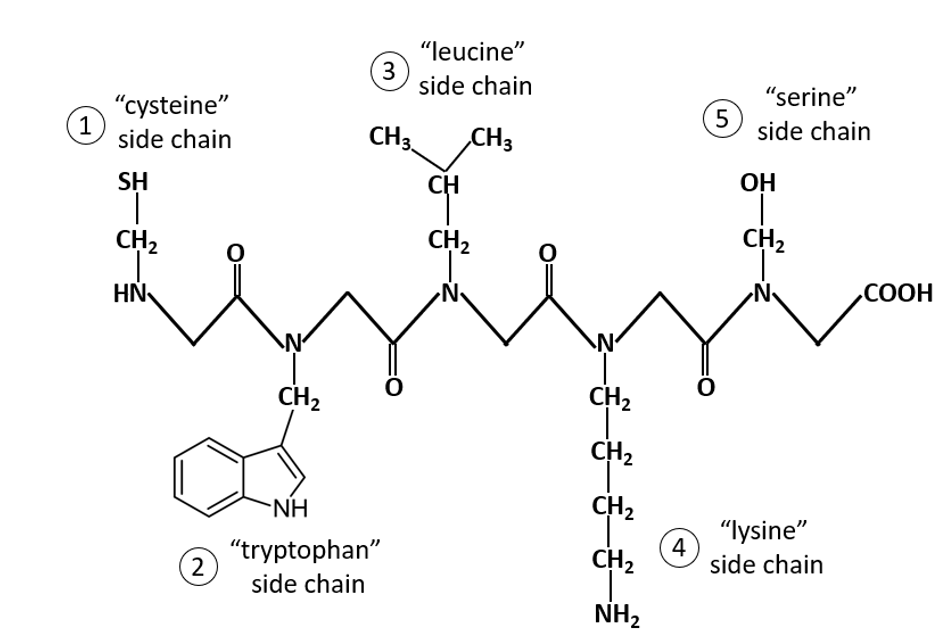 ③ “leucine”
side chain
① “cysteine”
side chain
⑤ “serine”
side chain
CH₃ CH₃
SH
CH
OH
CH₂
CH₂
CH₂
O
O
HN
N
N
COOH
N
N
O
O
CH₂
CH₂
CH₂
CH₂
NH
CH₂
② “tryptophan”
side chain
④ “lysine”
side chain
NH₂